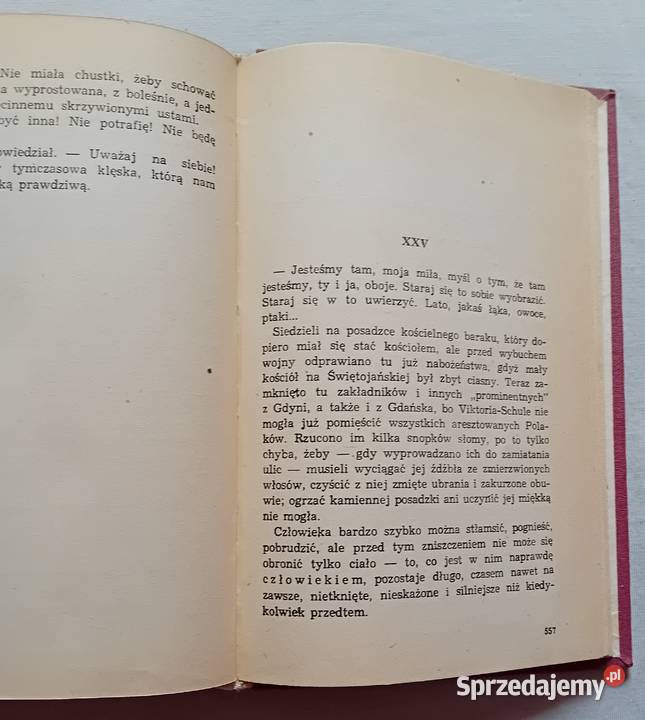 Nie miała chustki, żeby schować
a wyprostowana, z boleśnie, a jed-
cinnemu skrzywionymi ustami.
być inna! Nie potrafię! Nie będę
owiedział. — Uważaj na siebie!
tymczasowa klęska, którą nam
ką prawdziwą.
XXV
— Jesteśmy tam, moja miła, myśl o tym, że tam
jesteśmy, ty i ja, oboje. Staraj się to sobie wyobrazić.
Staraj się w to uwierzyć. Lato, jakaś łąka, owoce,
ptaki...
Siedzieli na posadzce kościelnego baraku, który do-
piero miał się stać kościołem, ale przed wybuchem
wojny odprawiano tu już nabożeństwa, gdyż mały
kościół na Świętojańskiej był zbyt ciasny. Teraz za-
mknięto tu zakładników i innych „prominentnych"
z Gdyni, a także i z Gdańska, bo Viktoria-Schule nie
mogła już pomieścić wszystkich aresztowanych Pola-
ków. Rzucono im kilka snopków słomy, po to tylko
chyba, żeby — gdy wyprowadzano ich do zamiatania
ulic — musieli wyciągać jej źdźbła ze zmierzwionych
włosów, czyścić z niej zmięte ubrania i zakurzone obu-
wie; ogrzać kamiennej posadzki ani uczynić jej miękką
nie mogła.
Człowieka bardzo szybko można stłamsić, pognieść,
pobrudzić, ale przed tym zniszczeniem nie może się
obronić tylko ciało — to, co jest w nim naprawdę
człowiekiem, pozostaje długo, czasem nawet na
zawsze, nietknięte, nieskażone i silniejsze niż kiedy-
kolwiek przedtem.
557
Sprzedajemy.pl